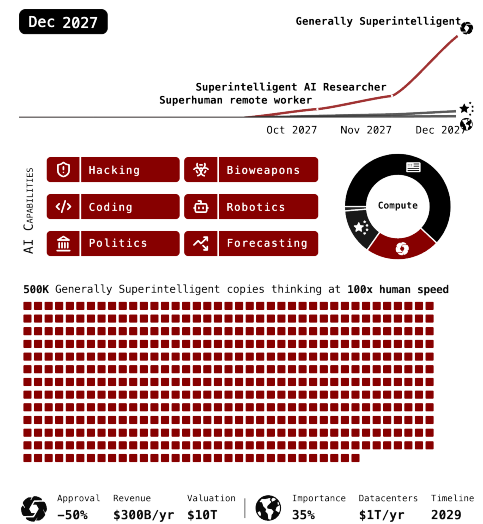 Dec 2027
Generally Superintelligent
Superintelligent AI Researcher
Superhuman remote worker
Oct 2027 Nov 2027 Dec 2027
AI Capabilities
Hacking Bioweapons
Coding Robotics
Politics Forecasting
Compute
500K Generally Superintelligent copies thinking at 100x human speed
Approval Revenue Valuation Importance Datacenters Timeline
−50% $300B/yr $10T 35% $1T/yr 2029